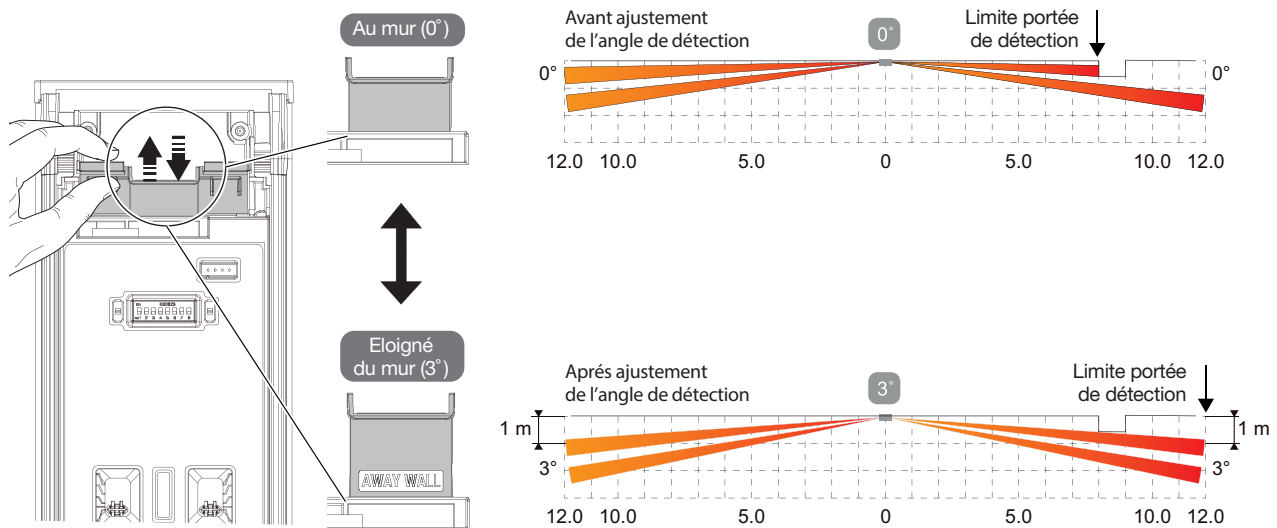 Au mur (0°)
Eloigné
du mur (3°)
AWAY WALL
Avant ajustement
de l'angle de détection
0°
Limite portée
de détection
0°
0°
12.0 10.0 5.0 0 5.0 10.0 12.0
Aprés ajustement
de l'angle de détection
3°
Limite portée
de détection
1 m
1 m
3°
3°
12.0 10.0 5.0 0 5.0 10.0 12.0